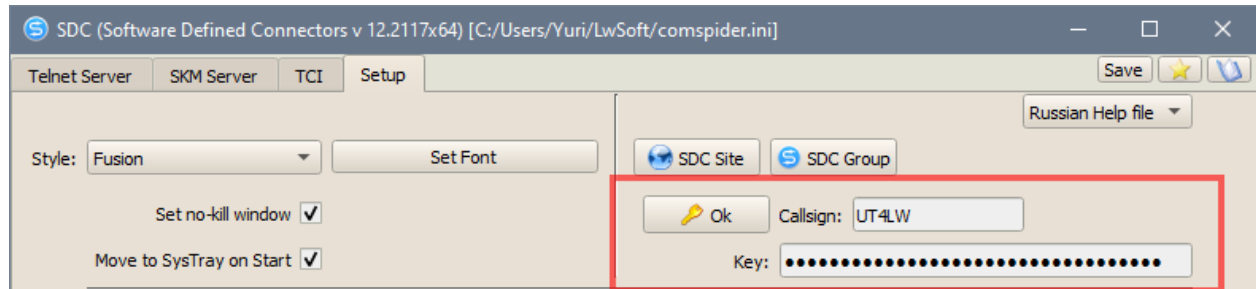 SDC (Software Defined Connectors v 12.2117x64) [C:/Users/Yuri/LwSoft/comspider.ini]
Telnet Server SKM Server TCI Setup Save
Russian Help file
Style: Fusion Set Font SDC Site SDC Group
Set no-kill window Ok Callsign: UT4LW
Move to SysTray on Start Key: ●●●●●●●●●●●●●●●●●●●●●●●●●●●●●●●●●●